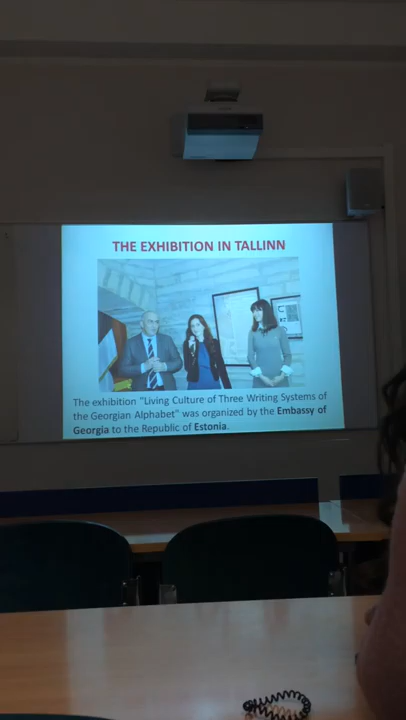 THE EXHIBITION IN TALLINN
The exhibition "Living Culture of Three Writing Systems of
the Georgian Alphabet" was organized by the Embassy of
Georgia to the Republic of Estonia.